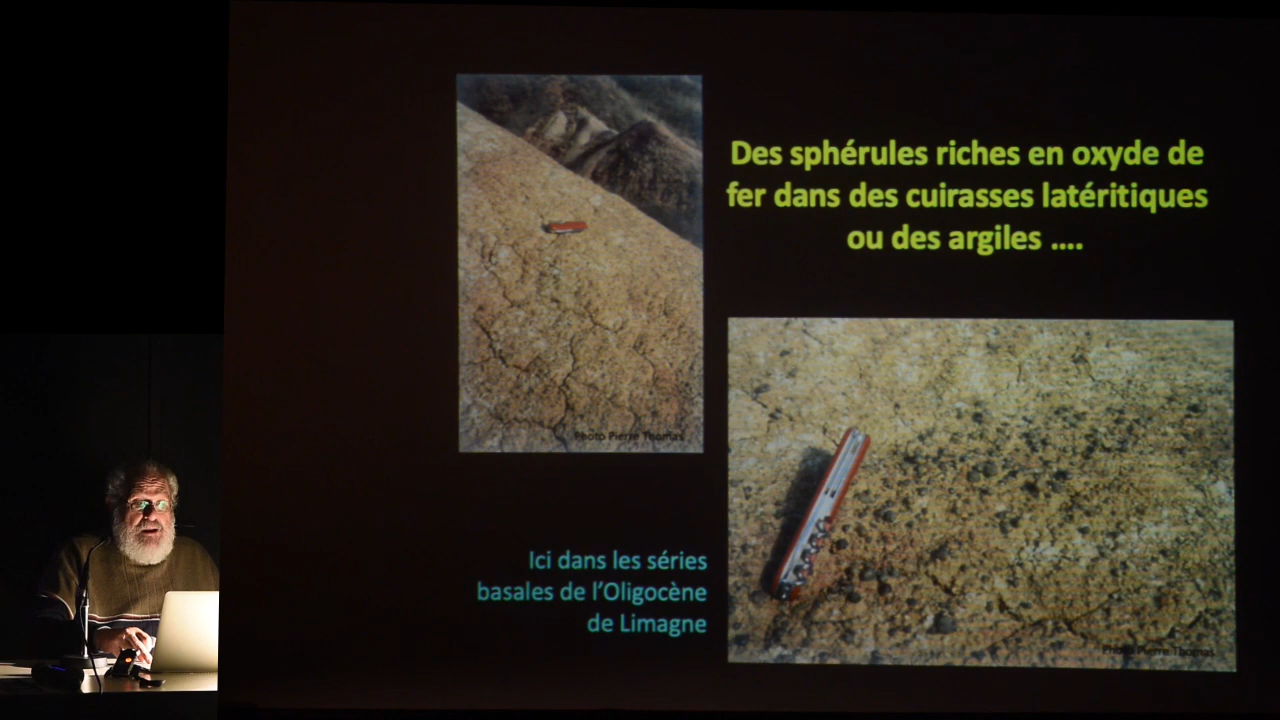 Des sphérules riches en oxyde de
fer dans des cuirasses latéritiques
ou des argiles ....
Photo Pierre Thomas
Ici dans les séries
basales de l'Oligocène
de Limagne
Photo Pierre Thomas